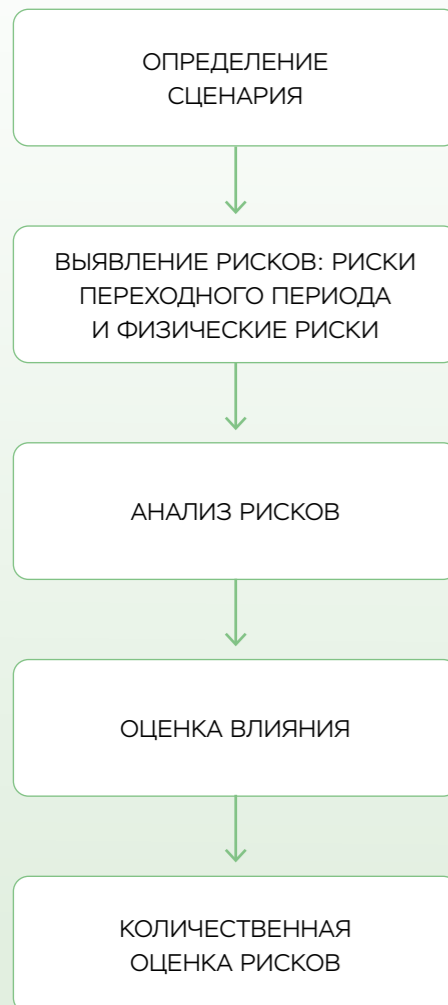 ОПРЕДЕЛЕНИЕ
СЦЕНАРИЯ
ВЫЯВЛЕНИЕ РИСКОВ: РИСКИ
ПЕРЕХОДНОГО ПЕРИОДА
И ФИЗИЧЕСКИЕ РИСКИ
АНАЛИЗ РИСКОВ
ОЦЕНКА ВЛИЯНИЯ
КОЛИЧЕСТВЕННАЯ
ОЦЕНКА РИСКОВ